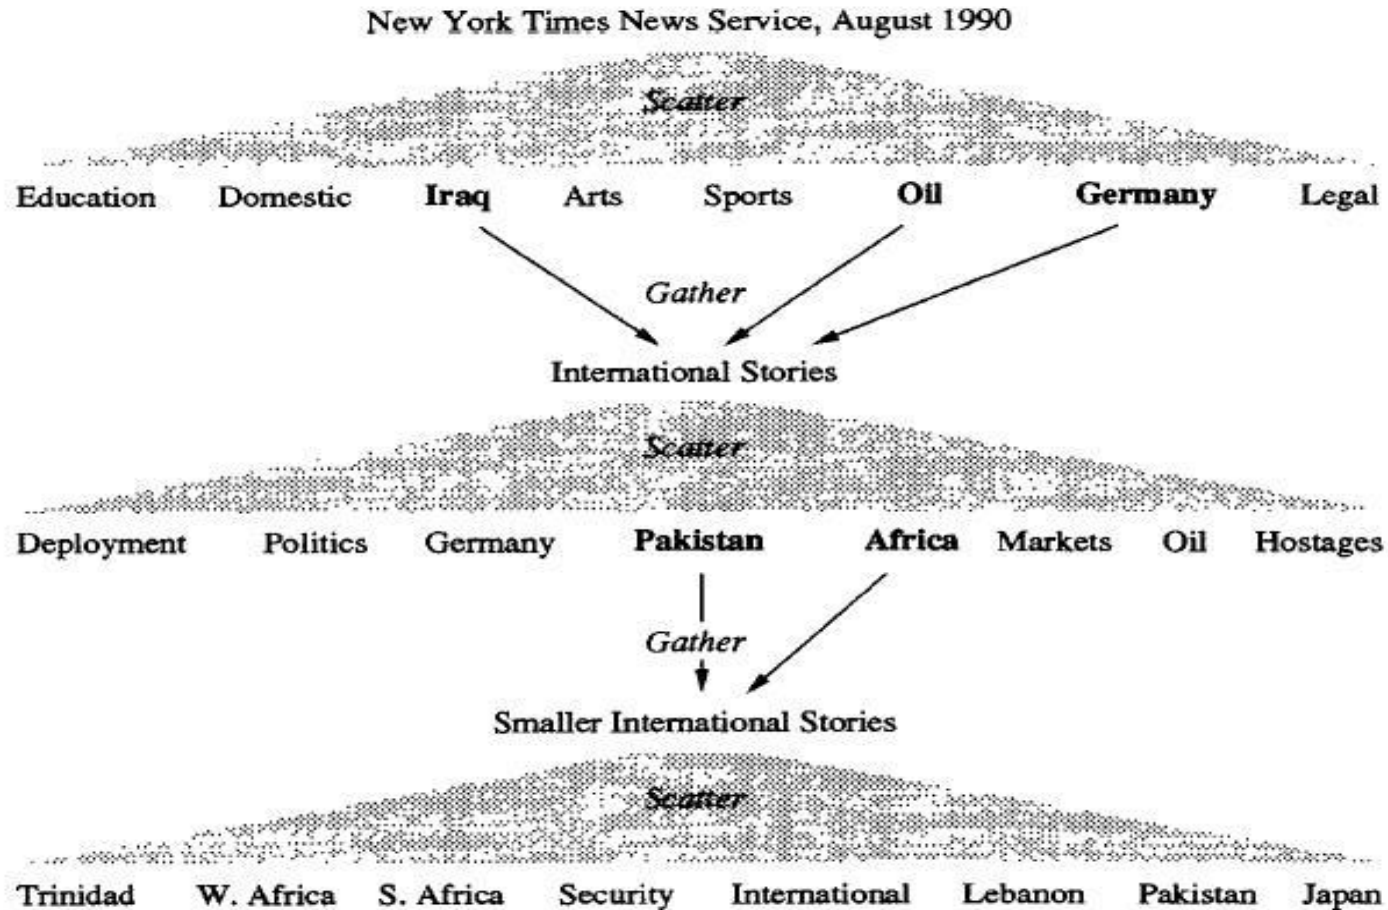 New York Times News Service, August 1990
Scatter
Education Domestic Iraq Arts Sports Oil Germany Legal
Gather
International Stories
Scatter
Deployment Politics Germany Pakistan Africa Markets Oil Hostages
Gather
Smaller International Stories
Scatter
Trinidad W. Africa S. Africa Security International Lebanon Pakistan Japan